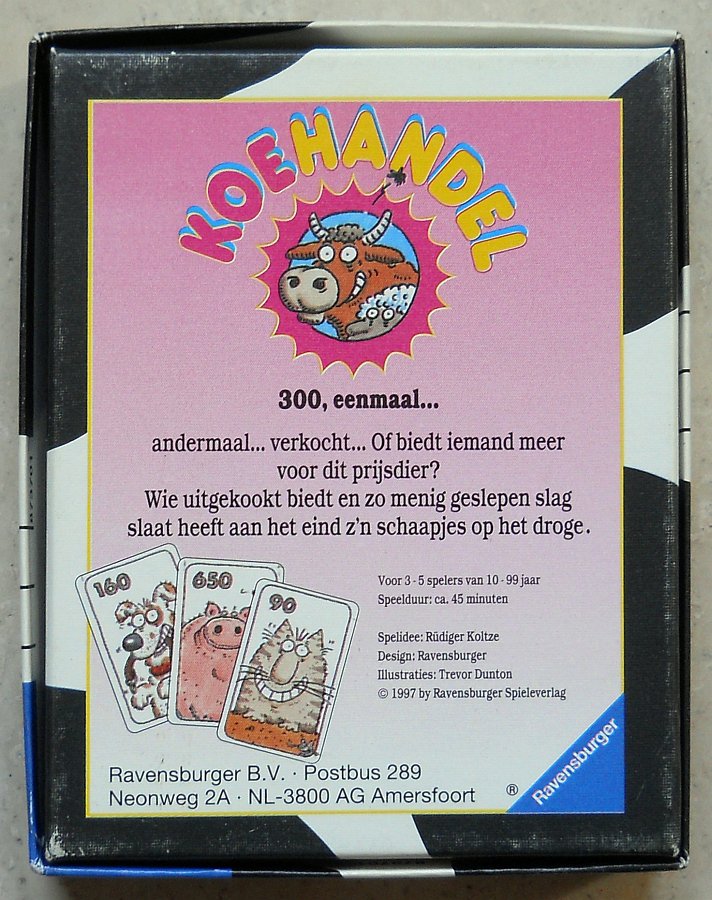 KOEHANDEL
300, eenmaal...
andermaal... verkocht... Of biedt iemand meer
voor dit prijsdier?
Wie uitgekookt biedt en zo menig geslepen slag
slaat heeft aan het eind z'n schaapjes op het droge.
160
650
90
Voor 3 - 5 spelers van 10 - 99 jaar
Speelduur: ca. 45 minuten
Spelidee: Rüdiger Koltze
Design: Ravensburger
Illustraties: Trevor Dunton
© 1997 by Ravensburger Spieleverlag
Ravensburger B.V. · Postbus 289
Neonweg 2A · NL-3800 AG Amersfoort
®
Ravensburger